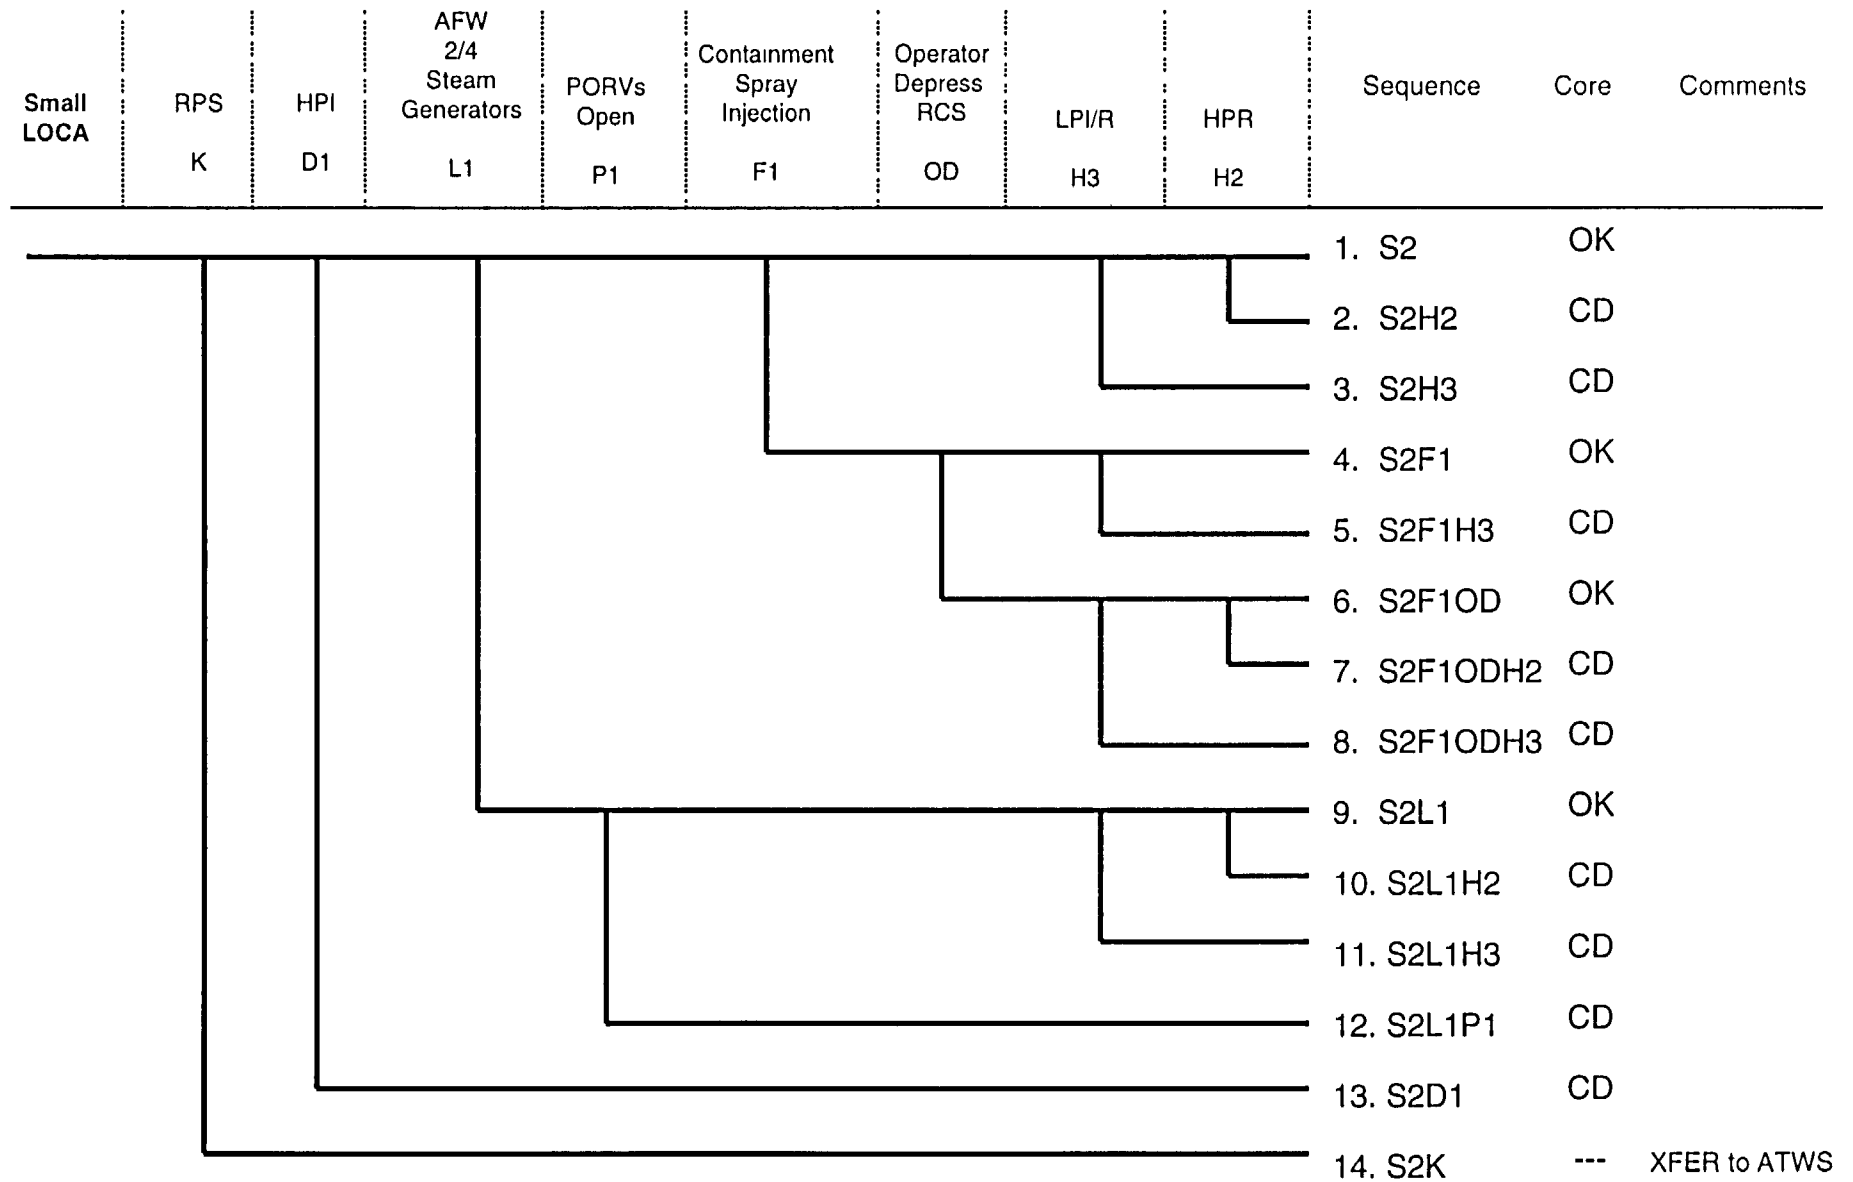 Small
LOCA
RPS
K
HPI
D1
AFW
2/4
Steam
Generators
L1
PORVs
Open
P1
Containment
Spray
Injection
F1
Operator
Depress
RCS
OD
LPI/R
H3
HPR
H2
Sequence
Core
Comments
1. S2 OK
2. S2H2 CD
3. S2H3 CD
4. S2F1 OK
5. S2F1H3 CD
6. S2F1OD OK
7. S2F1ODH2 CD
8. S2F1ODH3 CD
9. S2L1 OK
10. S2L1H2 CD
11. S2L1H3 CD
12. S2L1P1 CD
13. S2D1 CD
14. S2K --- XFER to ATWS